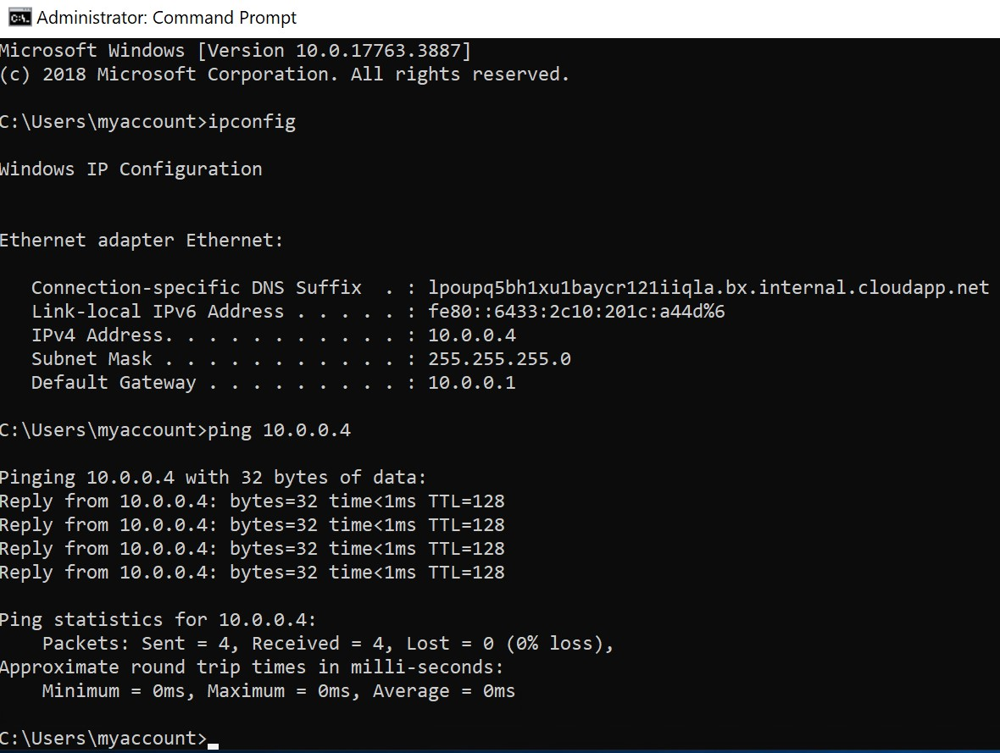 Administrator: Command Prompt
Microsoft Windows [Version 10.0.17763.3887]
(c) 2018 Microsoft Corporation. All rights reserved.
C:\Users\myaccount>ipconfig
Windows IP Configuration
Ethernet adapter Ethernet:
Connection-specific DNS Suffix  . : lpoupq5bh1xu1baycr121iiqla.bx.internal.cloudapp.net
Link-local IPv6 Address . . . . . : fe80::6433:2c10:201c:a44d%6
IPv4 Address. . . . . . . . . . . : 10.0.0.4
Subnet Mask . . . . . . . . . . . : 255.255.255.0
Default Gateway . . . . . . . . . : 10.0.0.1
C:\Users\myaccount>ping 10.0.0.4
Pinging 10.0.0.4 with 32 bytes of data:
Reply from 10.0.0.4: bytes=32 time<1ms TTL=128
Reply from 10.0.0.4: bytes=32 time<1ms TTL=128
Reply from 10.0.0.4: bytes=32 time<1ms TTL=128
Reply from 10.0.0.4: bytes=32 time<1ms TTL=128
Ping statistics for 10.0.0.4:
Packets: Sent = 4, Received = 4, Lost = 0 (0% loss),
Approximate round trip times in milli-seconds:
Minimum = 0ms, Maximum = 0ms, Average = 0ms
C:\Users\myaccount>